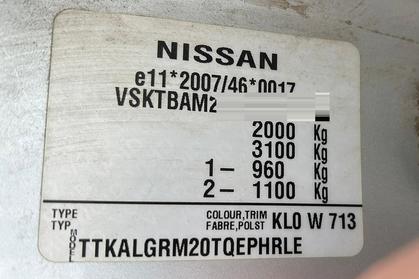 NISSAN
e11*2007/46*0017
VSKTBAM2
2000 Kg
3100 Kg
1- 960 Kg
2- 1100 Kg
TYPE COLOUR,TRIM
TYP FABRE,POLST KL0 W 713
MODEL TTKALGRM20TQEPHRLE